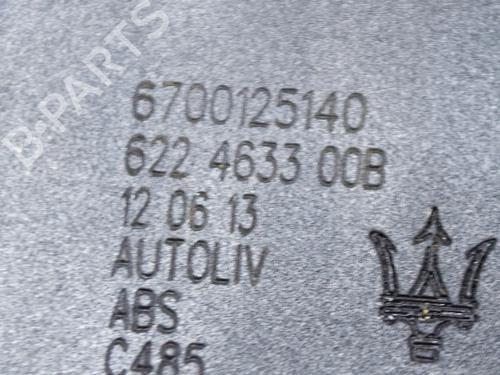 B-PARTS
6700125140
622 4633 00B
12 06 13
AUTOLIV
ABS
C485